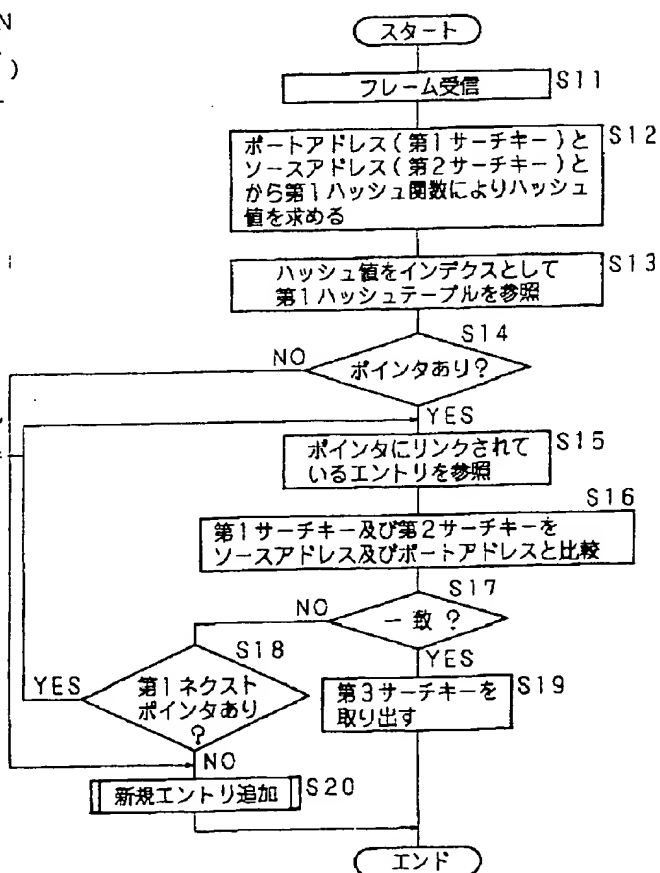 N
)
スタート
フレーム受信
S11
ポートアドレス(第1サーチキー)と
ソースアドレス(第2サーチキー)と
から第1ハッシュ関数によりハッシュ
値を求める
S12
ハッシュ値をインデクスとして
第1ハッシュテーブルを参照
S13
S14
ポインタあり?
NO
YES
ポインタにリンクされて
いるエントリを参照
S15
S16
第1サーチキー及び第2サーチキーを
ソースアドレス及びポートアドレスと比較
S17
一致?
NO
YES
S18
第1ネクスト
ポインタあり
?
YES
NO
第3サーチキーを
取り出す
S19
新規エントリ追加
S20
エンド